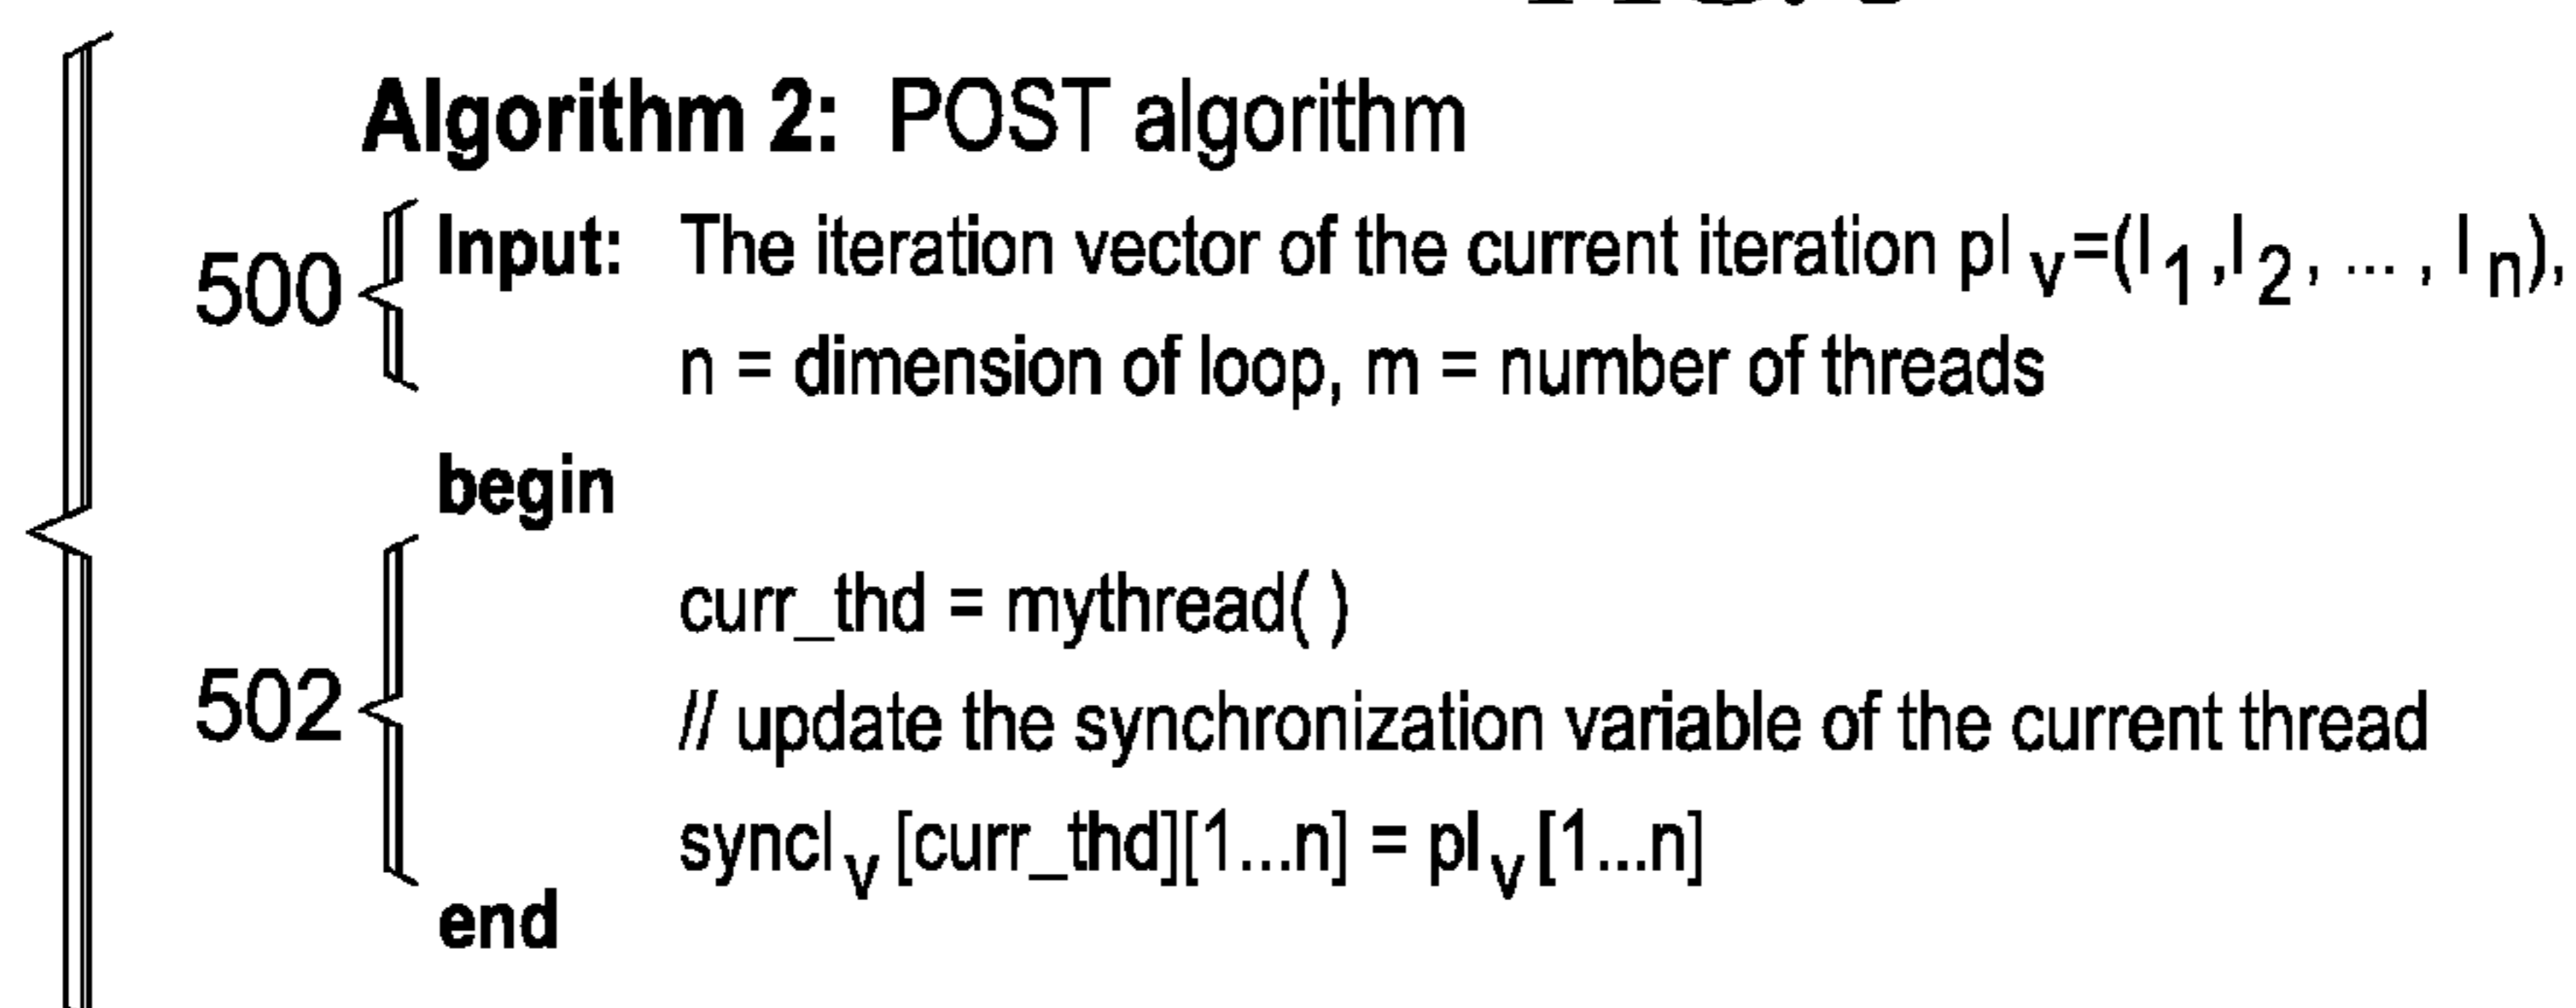 Algorithm 2: POST algorithm
500 Input: The iteration vector of the current iteration pI v=(I 1 ,I 2 , ... , I n),
n = dimension of loop, m = number of threads
begin
curr_thd = mythread( )
502 // update the synchronization variable of the current thread
syncI v [curr_thd][1...n] = pI v [1...n]
end